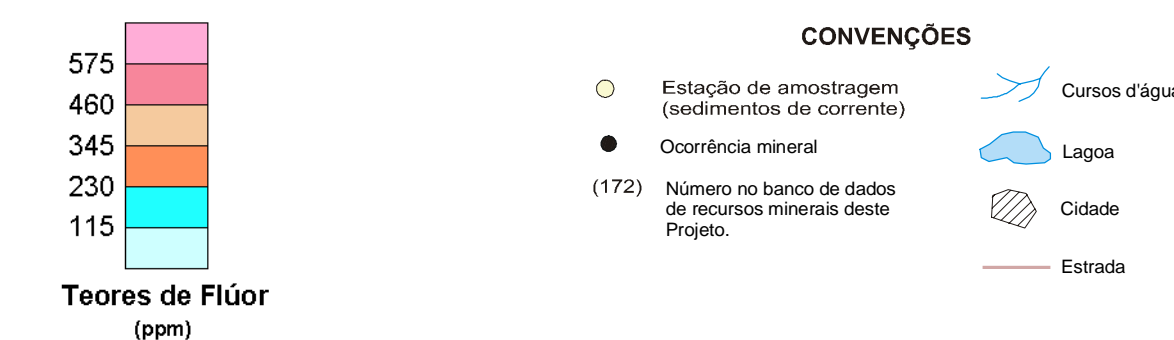 575
460
345
230
115
Teores de Flúor
(ppm)
CONVENÇÕES
Estação de amostragem
(sedimentos de corrente)
Ocorrência mineral
(172) Número no banco de dados
de recursos minerais deste
Projeto.
Cursos d'água
Lagoa
Cidade
Estrada